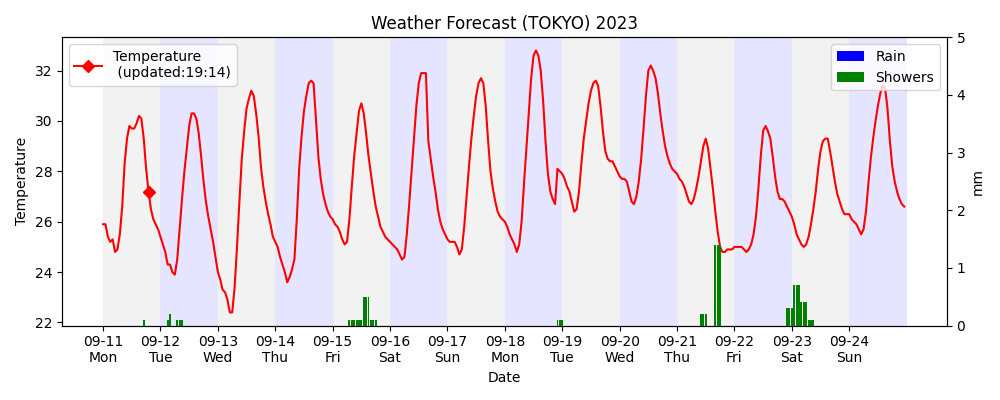 Weather Forecast (TOKYO) 2023
Temperature
(updated:19:14)
Rain
Showers
Temperature
32
30
28
26
24
22
5
4
3
2
1
0
mm
09-11 09-12 09-13 09-14 09-15 09-16 09-17 09-18 09-19 09-20 09-21 09-22 09-23 09-24
Mon Tue Wed Thu Fri Sat Sun Mon Tue Wed Thu Fri Sat Sun
Date